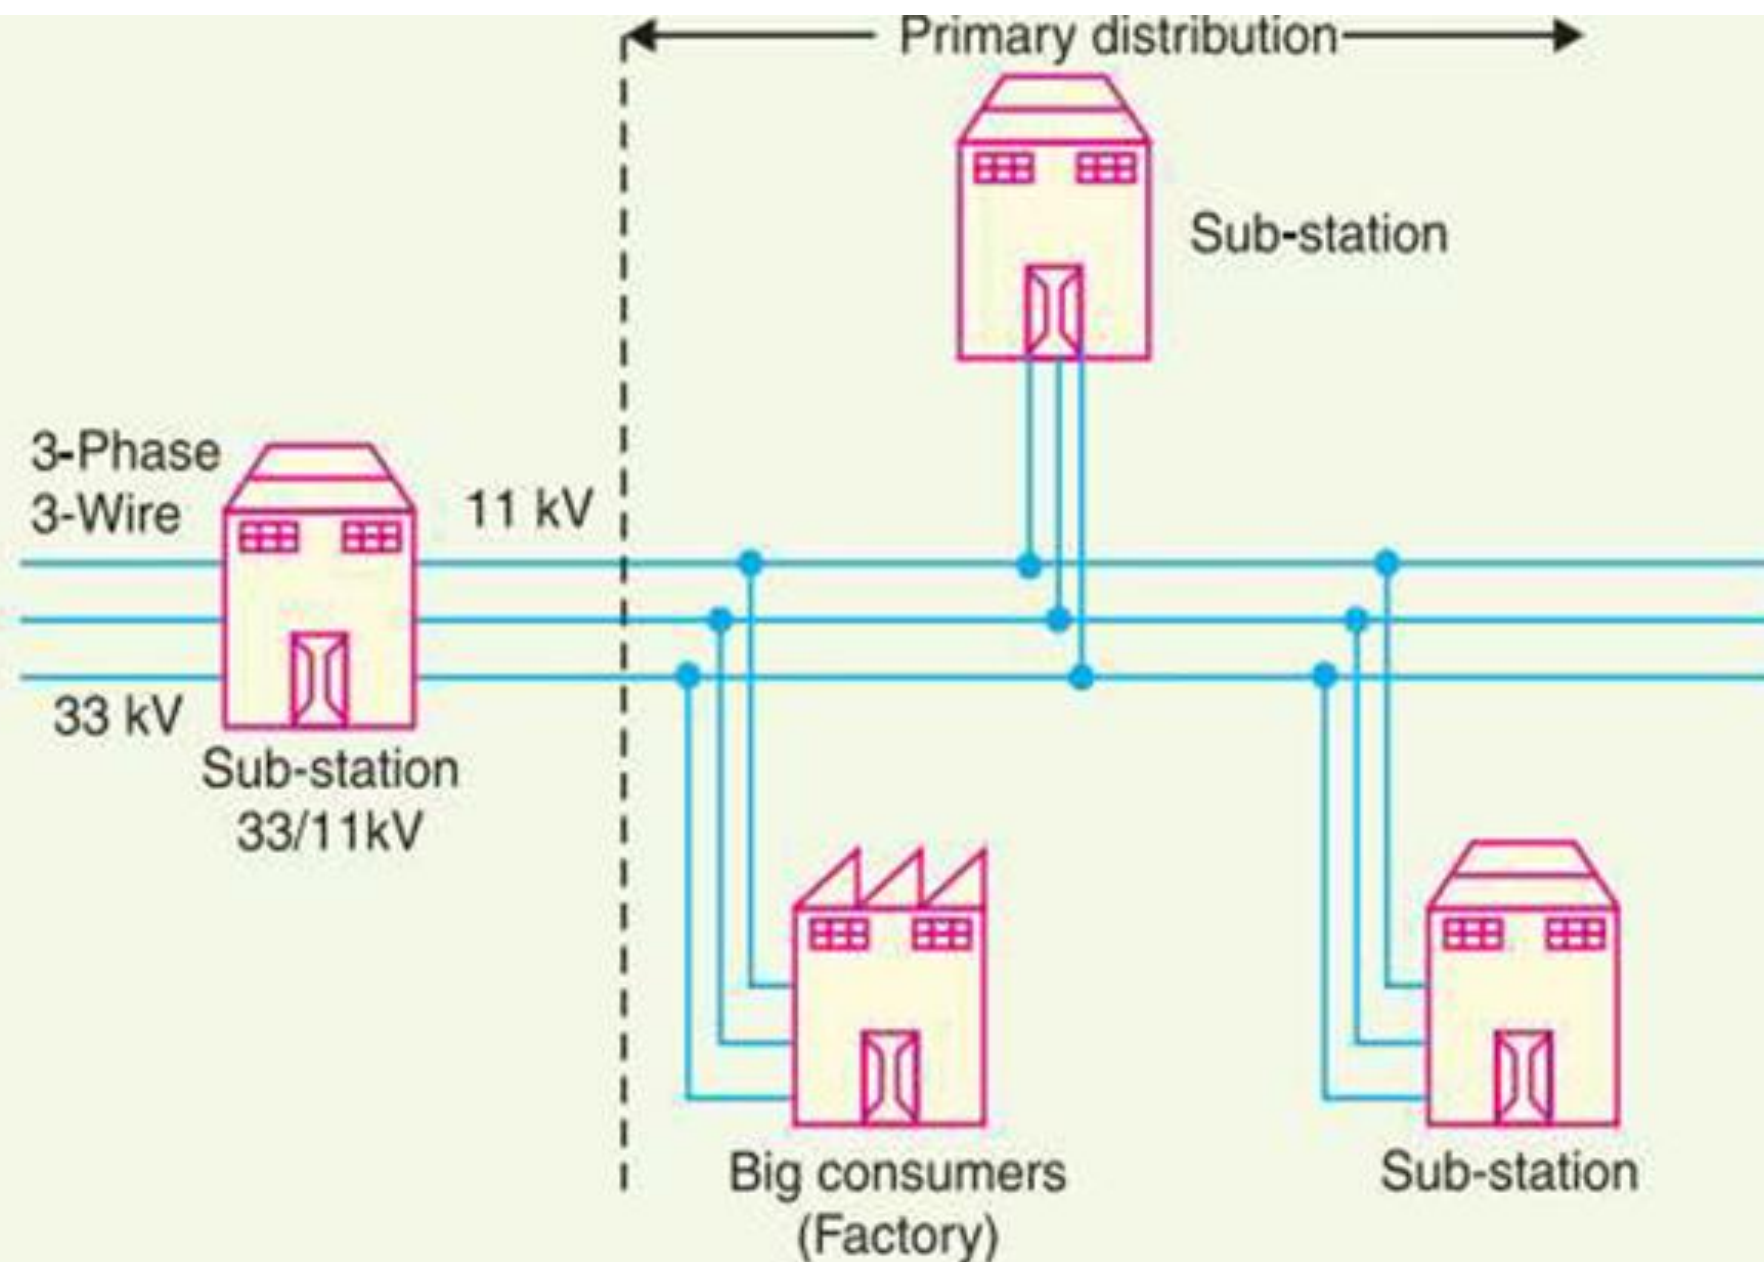 Primary distribution
Sub-station
3-Phase
3-Wire
11 kV
33 kV
Sub-station
33/11kV
Big consumers
(Factory)
Sub-station